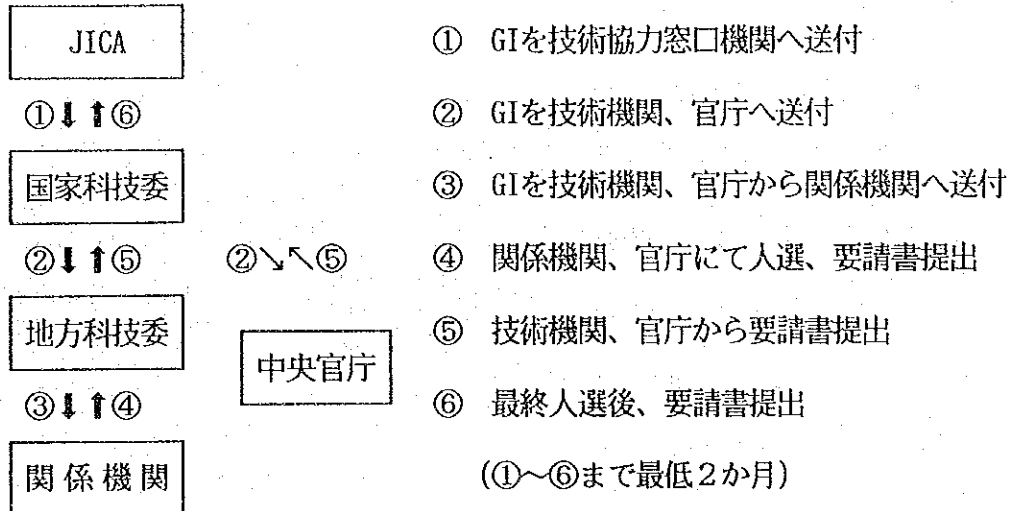 JICA
①⬇⬆⑥
国家科技委
②⬇⬆⑤
②↘↖⑤
地方科技委
中央官庁
③⬇⬆④
関係機関
① GIを技術協力窓口機関へ送付
② GIを技術機関、官庁へ送付
③ GIを技術機関、官庁から関係機関へ送付
④ 関係機関、官庁にて人選、要請書提出
⑤ 技術機関、官庁から要請書提出
⑥ 最終人選後、要請書提出
(①～⑥まで最低2か月)